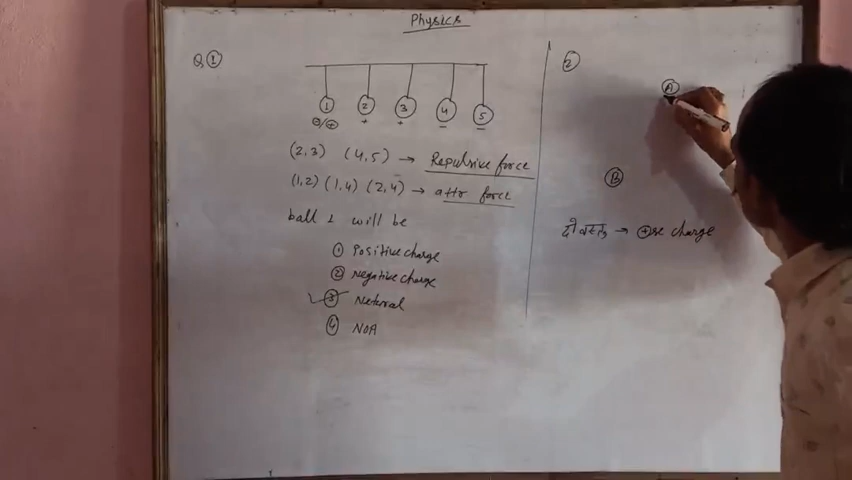 Physics
Q ①
① ② ③ ④ ⑤
⊖/⊕ + + − −
(2,3) (4,5) → Repulsive force
(1,2) (1,4) (2,4) → attr force
ball 1 will be
① Positive charge
② Negative charge
③ Netural
④ NOA
②
A
B
दो वस्तु → ⊕ve charge